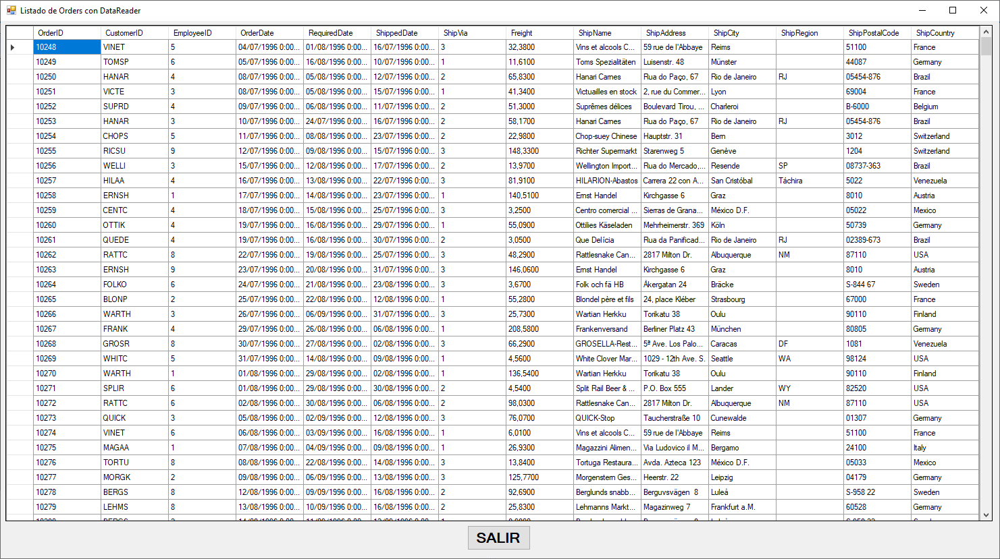 Listado de Orders con DataReader
OrderID CustomerID EmployeeID OrderDate RequiredDate ShippedDate ShipVia Freight ShipName ShipAddress ShipCity ShipRegion ShipPostalCode ShipCountry
10248 VINET 5 04/07/1996 0:00... 01/08/1996 0:00... 16/07/1996 0:00... 3 32,3800 Vins et alcools C... 59 rue de l'Abbaye Reims 51100 France
10249 TOMSP 6 05/07/1996 0:00... 16/08/1996 0:00... 10/07/1996 0:00... 1 11,6100 Toms Spezialitäten Luisenstr. 48 Münster 44087 Germany
10250 HANAR 4 08/07/1996 0:00... 05/08/1996 0:00... 12/07/1996 0:00... 2 65,8300 Hanari Carnes Rua do Paço, 67 Rio de Janeiro RJ 05454-876 Brazil
10251 VICTE 3 08/07/1996 0:00... 05/08/1996 0:00... 15/07/1996 0:00... 1 41,3400 Victuailles en stock 2, rue du Commer... Lyon 69004 France
10252 SUPRD 4 09/07/1996 0:00... 06/08/1996 0:00... 11/07/1996 0:00... 2 51,3000 Suprêmes délices Boulevard Tirou, ... Charleroi B-6000 Belgium
10253 HANAR 3 10/07/1996 0:00... 24/07/1996 0:00... 16/07/1996 0:00... 2 58,1700 Hanari Carnes Rua do Paço, 67 Rio de Janeiro RJ 05454-876 Brazil
10254 CHOPS 5 11/07/1996 0:00... 08/08/1996 0:00... 23/07/1996 0:00... 2 22,9800 Chop-suey Chinese Hauptstr. 31 Bern 3012 Switzerland
10255 RICSU 9 12/07/1996 0:00... 09/08/1996 0:00... 15/07/1996 0:00... 3 148,3300 Richter Supermarkt Starenweg 5 Genève 1204 Switzerland
10256 WELLI 3 15/07/1996 0:00... 12/08/1996 0:00... 17/07/1996 0:00... 2 13,9700 Wellington Import... Rua do Mercado,... Resende SP 08737-363 Brazil
10257 HILAA 4 16/07/1996 0:00... 13/08/1996 0:00... 22/07/1996 0:00... 3 81,9100 HILARION-Abastos Carrera 22 con A... San Cristóbal Táchira 5022 Venezuela
10258 ERNSH 1 17/07/1996 0:00... 14/08/1996 0:00... 23/07/1996 0:00... 1 140,5100 Ernst Handel Kirchgasse 6 Graz 8010 Austria
10259 CENTC 4 18/07/1996 0:00... 15/08/1996 0:00... 25/07/1996 0:00... 3 3,2500 Centro comercial ... Sierras de Grana... México D.F. 05022 Mexico
10260 OTTIK 4 19/07/1996 0:00... 16/08/1996 0:00... 29/07/1996 0:00... 1 55,0900 Ottilies Käseladen Mehrheimerstr. 369 Köln 50739 Germany
10261 QUEDE 4 19/07/1996 0:00... 16/08/1996 0:00... 30/07/1996 0:00... 2 3,0500 Que Delícia Rua da Panificad... Rio de Janeiro RJ 02389-673 Brazil
10262 RATTC 8 22/07/1996 0:00... 19/08/1996 0:00... 25/07/1996 0:00... 3 48,2900 Rattlesnake Can... 2817 Milton Dr. Albuquerque NM 87110 USA
10263 ERNSH 9 23/07/1996 0:00... 20/08/1996 0:00... 31/07/1996 0:00... 3 146,0600 Ernst Handel Kirchgasse 6 Graz 8010 Austria
10264 FOLKO 6 24/07/1996 0:00... 21/08/1996 0:00... 23/08/1996 0:00... 3 3,6700 Folk och fä HB Åkergatan 24 Bräcke S-844 67 Sweden
10265 BLONP 2 25/07/1996 0:00... 22/08/1996 0:00... 12/08/1996 0:00... 1 55,2800 Blondel père et fils 24, place Kléber Strasbourg 67000 France
10266 WARTH 3 26/07/1996 0:00... 06/09/1996 0:00... 31/07/1996 0:00... 3 25,7300 Wartian Herkku Torikatu 38 Oulu 90110 Finland
10267 FRANK 4 29/07/1996 0:00... 26/08/1996 0:00... 06/08/1996 0:00... 1 208,5800 Frankenversand Berliner Platz 43 München 80805 Germany
10268 GROSR 8 30/07/1996 0:00... 27/08/1996 0:00... 02/08/1996 0:00... 3 66,2900 GROSELLA-Rest... 5ª Ave. Los Palo... Caracas DF 1081 Venezuela
10269 WHITC 5 31/07/1996 0:00... 14/08/1996 0:00... 09/08/1996 0:00... 1 4,5600 White Clover Mar... 1029 - 12th Ave. S. Seattle WA 98124 USA
10270 WARTH 1 01/08/1996 0:00... 29/08/1996 0:00... 02/08/1996 0:00... 1 136,5400 Wartian Herkku Torikatu 38 Oulu 90110 Finland
10271 SPLIR 6 01/08/1996 0:00... 29/08/1996 0:00... 30/08/1996 0:00... 2 4,5400 Split Rail Beer & ... P.O. Box 555 Lander WY 82520 USA
10272 RATTC 6 02/08/1996 0:00... 30/08/1996 0:00... 06/08/1996 0:00... 2 98,0300 Rattlesnake Can... 2817 Milton Dr. Albuquerque NM 87110 USA
10273 QUICK 3 05/08/1996 0:00... 02/09/1996 0:00... 12/08/1996 0:00... 3 76,0700 QUICK-Stop Taucherstraße 10 Cunewalde 01307 Germany
10274 VINET 6 06/08/1996 0:00... 03/09/1996 0:00... 16/08/1996 0:00... 1 6,0100 Vins et alcools C... 59 rue de l'Abbaye Reims 51100 France
10275 MAGAA 1 07/08/1996 0:00... 04/09/1996 0:00... 09/08/1996 0:00... 1 26,9300 Magazzini Alimen... Via Ludovico il M... Bergamo 24100 Italy
10276 TORTU 8 08/08/1996 0:00... 22/08/1996 0:00... 14/08/1996 0:00... 3 13,8400 Tortuga Restaura... Avda. Azteca 123 México D.F. 05033 Mexico
10277 MORGK 2 09/08/1996 0:00... 06/09/1996 0:00... 13/08/1996 0:00... 3 125,7700 Morgenstern Ges... Heerstr. 22 Leipzig 04179 Germany
10278 BERGS 8 12/08/1996 0:00... 09/09/1996 0:00... 16/08/1996 0:00... 2 92,6900 Berglunds snabb... Berguvsvägen 8 Luleå S-958 22 Sweden
10279 LEHMS 8 13/08/1996 0:00... 10/09/1996 0:00... 16/08/1996 0:00... 2 25,8300 Lehmanns Markt... Magazinweg 7 Frankfurt a.M. 60528 Germany
SALIR